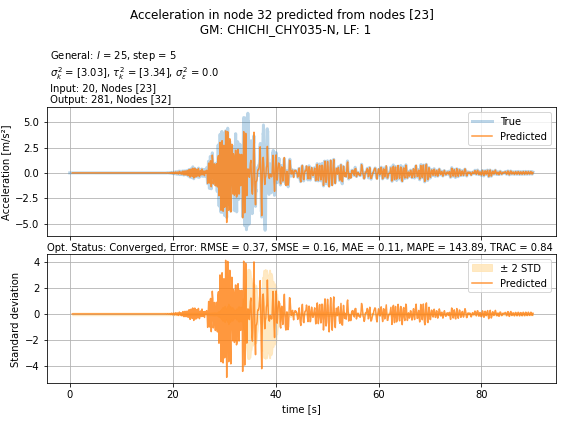 Acceleration in node 32 predicted from nodes [23]
GM: CHICHI_CHY035-N, LF: 1
General: l = 25, step = 5
σ²ₖ = [3.03], τ²ₖ = [3.34], σ²ε = 0.0
Input: 20, Nodes [23]
Output: 281, Nodes [32]
Acceleration [m/s²]
5.0
2.5
0.0
−2.5
−5.0
True
Predicted
Opt. Status: Converged, Error: RMSE = 0.37, SMSE = 0.16, MAE = 0.11, MAPE = 143.89, TRAC = 0.84
Standard deviation
4
2
0
−2
−4
± 2 STD
Predicted
0 20 40 60 80
time [s]